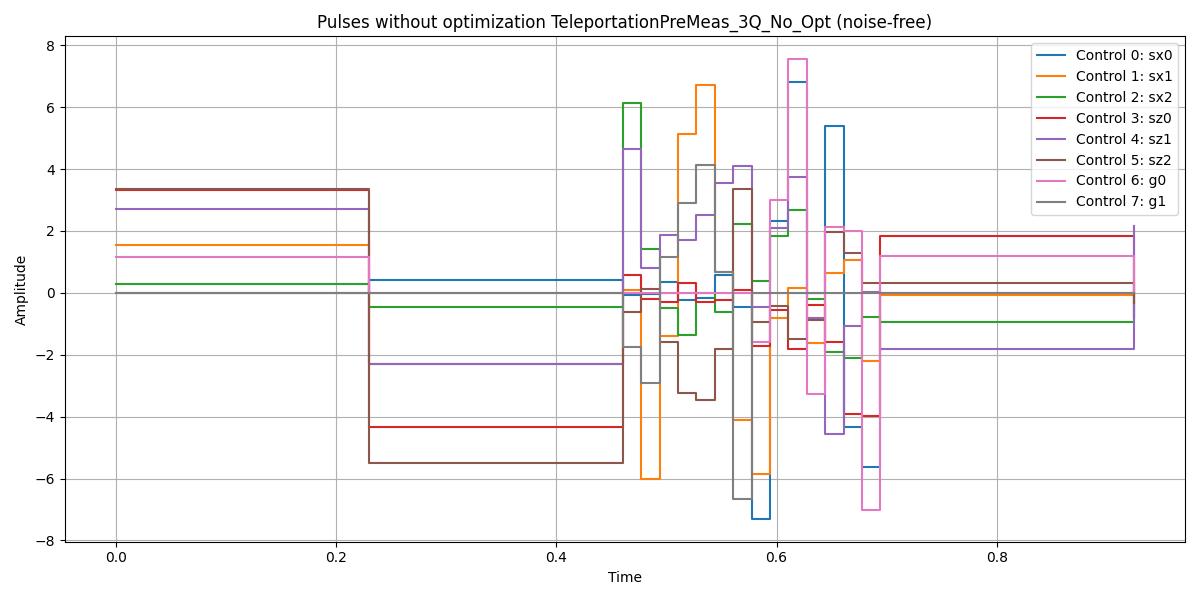 Pulses without optimization TeleportationPreMeas_3Q_No_Opt (noise-free)
8
6
4
2
0
−2
−4
−6
−8
Amplitude
0.0
0.2
0.4
0.6
0.8
Time
Control 0: sx0
Control 1: sx1
Control 2: sx2
Control 3: sz0
Control 4: sz1
Control 5: sz2
Control 6: g0
Control 7: g1